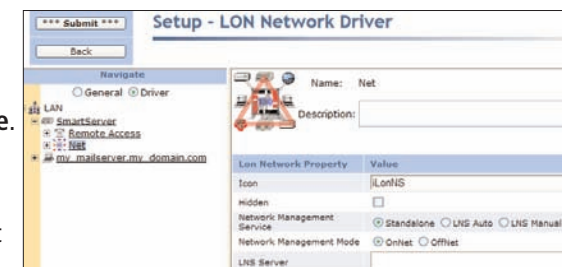 *** Submit ***
Back
Setup - LON Network Driver
Navigate
General Driver
LAN
SmartServer
Remote Access
Net
my_mailserver.my_domain.com
e.
t
Name: Net
Description:
Lon Network Property Value
Icon iLonNS
Hidden
Network Management Service Standalone LNS Auto LNS Manual
Network Management Mode OnNet OffNet
LNS Server